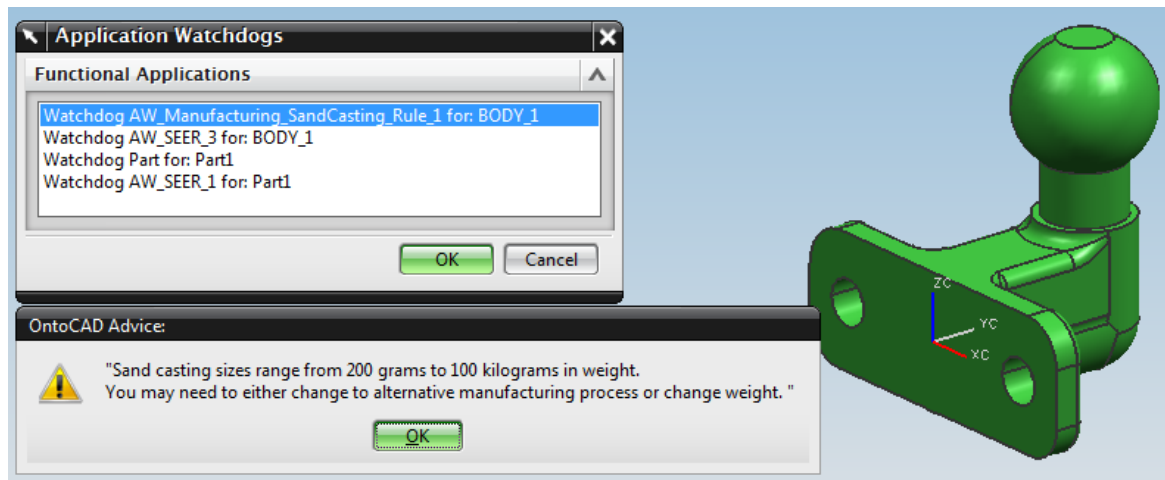 Application Watchdogs
Functional Applications
Watchdog AW_Manufacturing_SandCasting_Rule_1 for: BODY_1
Watchdog AW_SEER_3 for: BODY_1
Watchdog Part for: Part1
Watchdog AW_SEER_1 for: Part1
OK Cancel
OntoCAD Advice:
"Sand casting sizes range from 200 grams to 100 kilograms in weight.
You may need to either change to alternative manufacturing process or change weight. "
OK
ZC
YC
XC